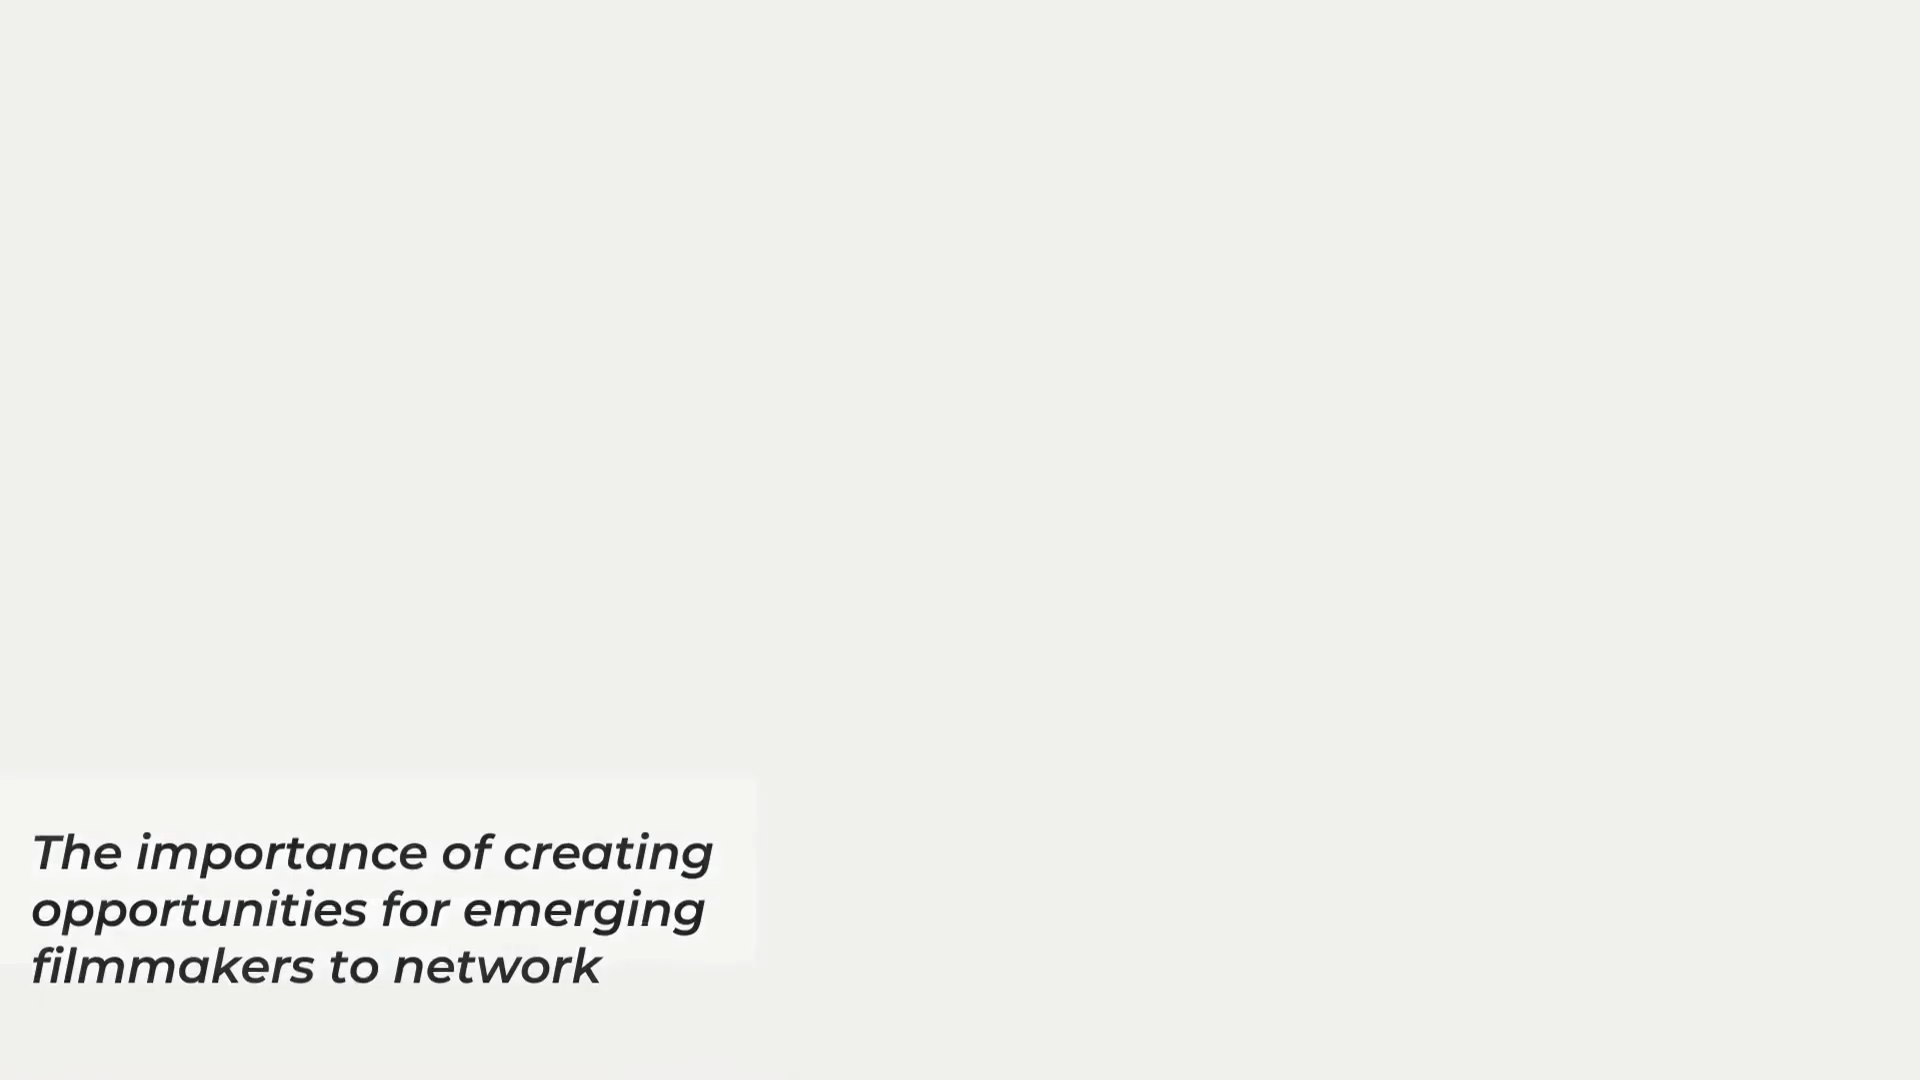 The importance of creating
opportunities for emerging
filmmakers to network